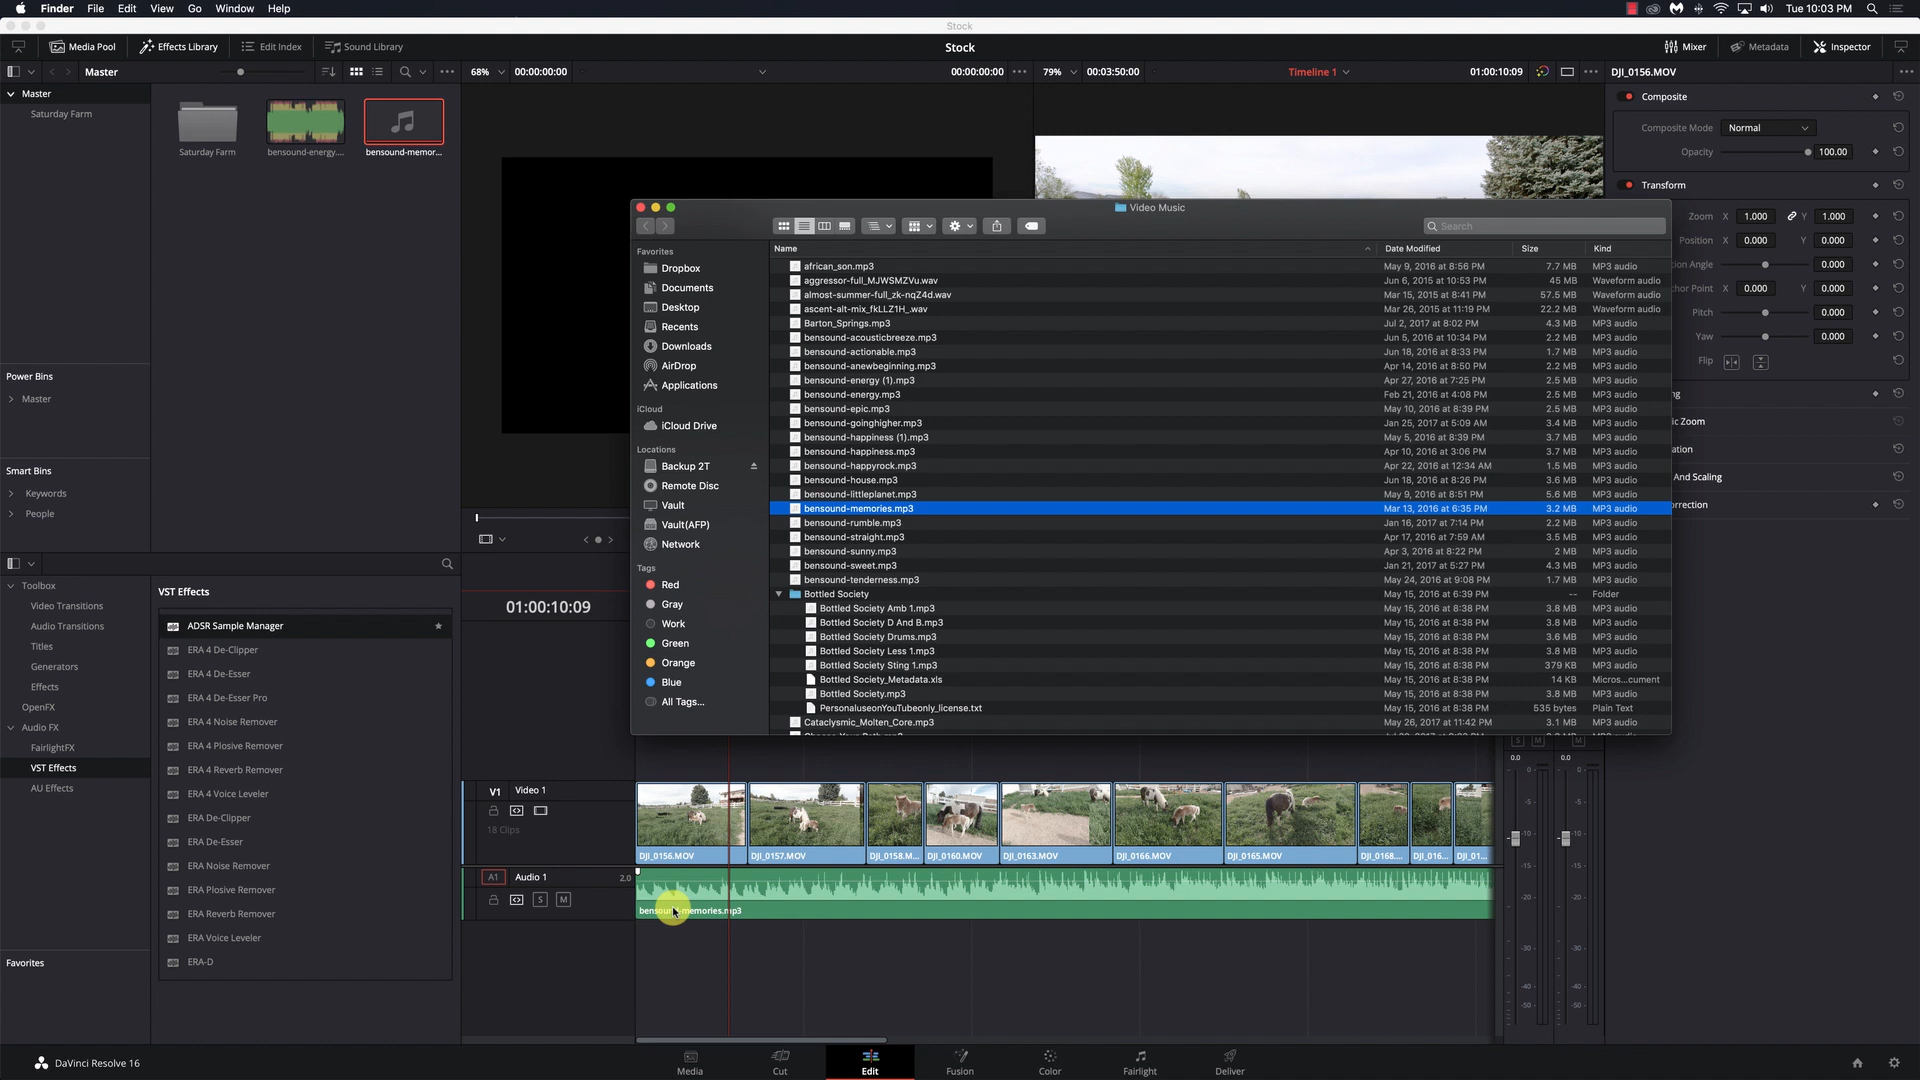 Finder File Edit View Go Window Help
Tue 10:03 PM
Stock
Media Pool Effects Library Edit Index Sound Library
Stock
Mixer Metadata Inspector
Master
68% 00:00:00:00
00:00:00:00
79% 00:03:50:00
Timeline 1
01:00:10:09
DJI_0156.MOV
Master
Saturday Farm
Saturday Farm
bensound-energy....
bensound-memor...
Composite
Composite Mode Normal
Opacity 100.00
Transform
Zoom X 1.000 Y 1.000
Position X 0.000 Y 0.000
0.000
X 0.000 Y 0.000
Pitch 0.000
Yaw 0.000
Flip
And Scaling
Power Bins
Master
Smart Bins
Keywords
People
Video Music
Search
Favorites
Dropbox
Documents
Desktop
Recents
Downloads
AirDrop
Applications
iCloud
iCloud Drive
Locations
Backup 2T
Remote Disc
Vault
Vault(AFP)
Network
Tags
Red
Gray
Work
Green
Orange
Blue
All Tags...
Name Date Modified Size Kind
african_son.mp3 May 9, 2016 at 8:56 PM 7.7 MB MP3 audio
aggressor-full_MJWSMZVu.wav Jun 6, 2015 at 10:53 PM 45 MB Waveform audio
almost-summer-full_zk-nqZ4d.wav Mar 15, 2015 at 8:41 PM 57.5 MB Waveform audio
ascent-alt-mix_fkLLZ1H_.wav Mar 26, 2015 at 11:19 PM 22.2 MB Waveform audio
Barton_Springs.mp3 Jul 2, 2017 at 8:02 PM 4.3 MB MP3 audio
bensound-acousticbreeze.mp3 Jun 5, 2016 at 10:34 PM 2.2 MB MP3 audio
bensound-actionable.mp3 Jun 18, 2016 at 8:33 PM 1.7 MB MP3 audio
bensound-anewbeginning.mp3 Apr 14, 2016 at 8:50 PM 2.2 MB MP3 audio
bensound-energy (1).mp3 Apr 27, 2016 at 7:25 PM 2.5 MB MP3 audio
bensound-energy.mp3 Feb 21, 2016 at 4:08 PM 2.5 MB MP3 audio
bensound-epic.mp3 May 10, 2016 at 8:39 PM 2.5 MB MP3 audio
bensound-goinghigher.mp3 Jan 25, 2017 at 5:09 AM 3.4 MB MP3 audio
bensound-happiness (1).mp3 May 5, 2016 at 8:39 PM 3.7 MB MP3 audio
bensound-happiness.mp3 Apr 10, 2016 at 3:06 PM 3.7 MB MP3 audio
bensound-happyrock.mp3 Apr 22, 2016 at 12:34 AM 1.5 MB MP3 audio
bensound-house.mp3 Jun 18, 2016 at 8:26 PM 3.6 MB MP3 audio
bensound-littleplanet.mp3 May 9, 2016 at 8:51 PM 5.6 MB MP3 audio
bensound-memories.mp3 Mar 13, 2016 at 6:35 PM 3.2 MB MP3 audio
bensound-rumble.mp3 Jan 16, 2017 at 7:14 PM 2.2 MB MP3 audio
bensound-straight.mp3 Apr 17, 2016 at 7:59 AM 3.5 MB MP3 audio
bensound-sunny.mp3 Apr 3, 2016 at 8:22 PM 2 MB MP3 audio
bensound-sweet.mp3 Jan 21, 2017 at 5:27 PM 4.3 MB MP3 audio
bensound-tenderness.mp3 May 24, 2016 at 9:08 PM 1.7 MB MP3 audio
Bottled Society May 15, 2016 at 6:39 PM -- Folder
Bottled Society Amb 1.mp3 May 15, 2016 at 8:38 PM 3.8 MB MP3 audio
Bottled Society D And B.mp3 May 15, 2016 at 8:38 PM 3.8 MB MP3 audio
Bottled Society Drums.mp3 May 15, 2016 at 8:38 PM 3.6 MB MP3 audio
Bottled Society Less 1.mp3 May 15, 2016 at 8:38 PM 3.8 MB MP3 audio
Bottled Society Sting 1.mp3 May 15, 2016 at 8:38 PM 379 KB MP3 audio
Bottled Society_Metadata.xls May 15, 2016 at 8:38 PM 14 KB Micros...cument
Bottled Society.mp3 May 15, 2016 at 8:38 PM 3.8 MB MP3 audio
PersonaluseonYouTubeonly_license.txt May 15, 2016 at 8:38 PM 535 bytes Plain Text
Cataclysmic_Molten_Core.mp3 May 26, 2017 at 11:42 PM 3.1 MB MP3 audio
Toolbox
Video Transitions
Audio Transitions
Titles
Generators
Effects
OpenFX
Audio FX
FairlightFX
VST Effects
AU Effects
Favorites
VST Effects
ADSR Sample Manager
ERA 4 De-Clipper
ERA 4 De-Esser
ERA 4 De-Esser Pro
ERA 4 Noise Remover
ERA 4 Plosive Remover
ERA 4 Reverb Remover
ERA 4 Voice Leveler
ERA De-Clipper
ERA De-Esser
ERA Noise Remover
ERA Plosive Remover
ERA Reverb Remover
ERA Voice Leveler
ERA-D
01:00:10:09
V1 Video 1
18 Clips
DJI_0156.MOV DJI_0157.MOV DJI_0158.M... DJI_0160.MOV DJI_0163.MOV DJI_0166.MOV DJI_0165.MOV DJI_0168.... DJI_016... DJI_01...
A1 Audio 1 2.0
S M
bensound-memories.mp3
S M M
0.0 0.0
0 0
-5 -5
-10 -10
-15 -15
-20 -20
-30 -30
-40 -40
-50 -50
DaVinci Resolve 16
Media Cut Edit Fusion Color Fairlight Deliver